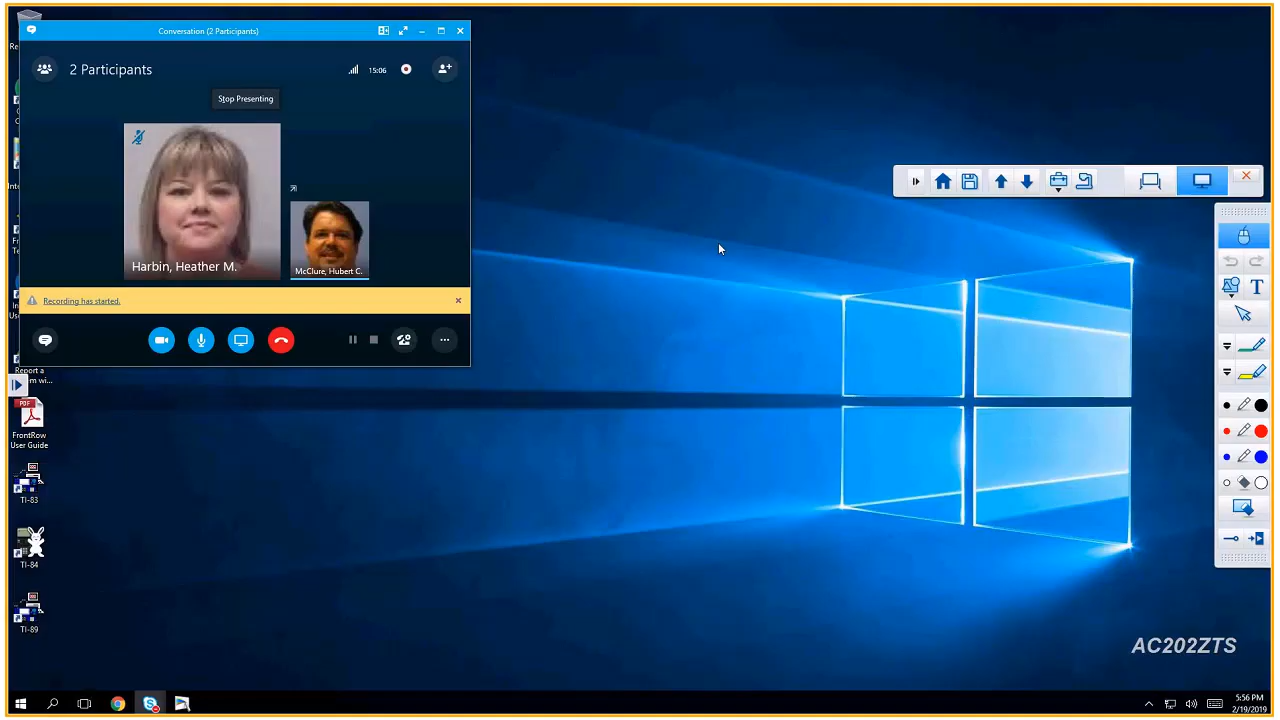 Conversation (2 Participants)
2 Participants
15:06
Stop Presenting
Harbin, Heather M.
McClure, Hubert C.
Recording has started.
Report a
PDF
FrontRow
User Guide
TI-83
TI-84
TI-89
T
AC202ZTS
5:56 PM
2/19/2019